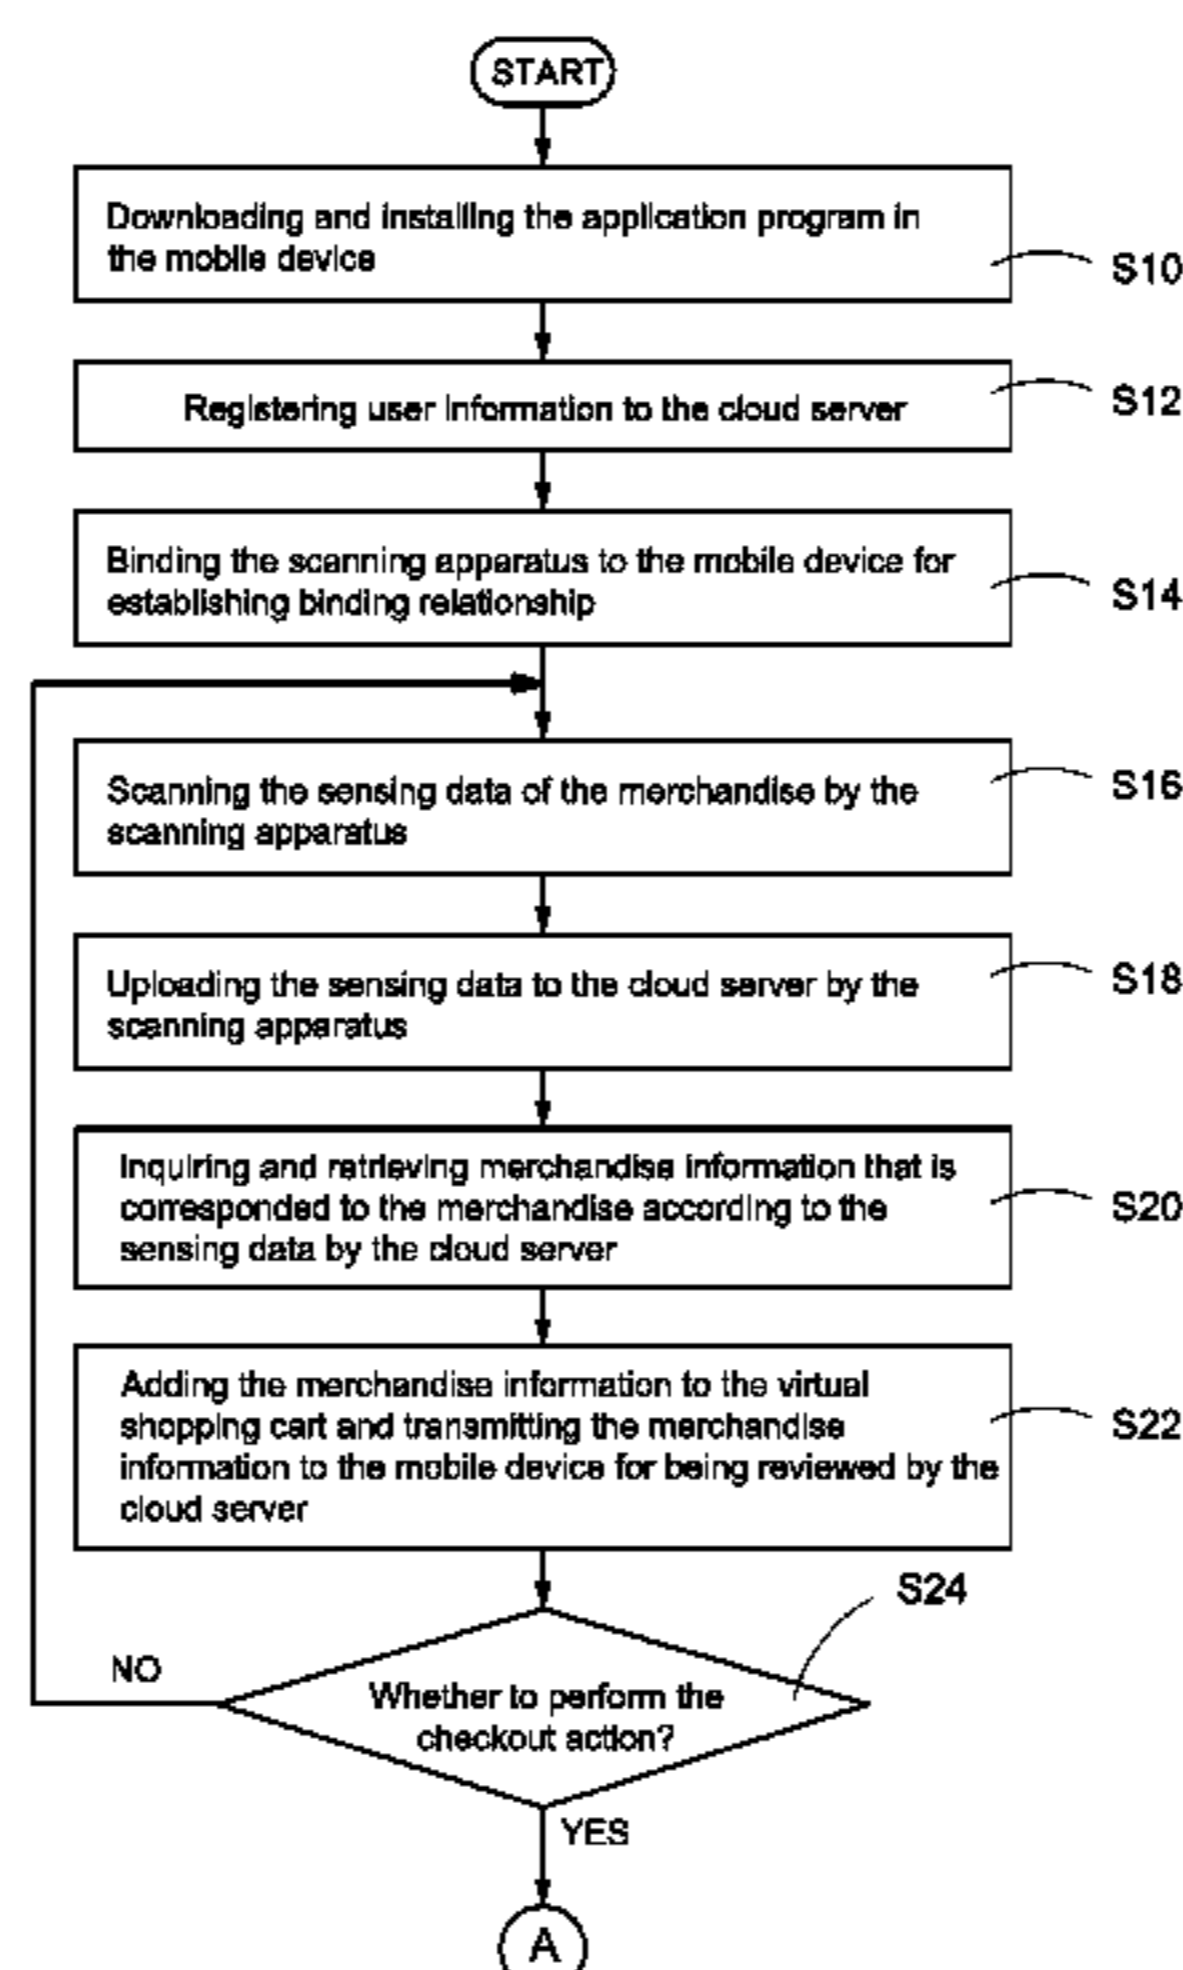 START
Downloading and installing the application program in
the mobile device
S10
Registering user information to the cloud server
S12
Binding the scanning apparatus to the mobile device for
establishing binding relationship
S14
Scanning the sensing data of the merchandise by the
scanning apparatus
S16
Uploading the sensing data to the cloud server by the
scanning apparatus
S18
Inquiring and retrieving merchandise information that is
corresponded to the merchandise according to the
sensing data by the cloud server
S20
Adding the merchandise information to the virtual
shopping cart and transmitting the merchandise
information to the mobile device for being reviewed by the
cloud server
S22
S24
NO
Whether to perform the
checkout action?
YES
A